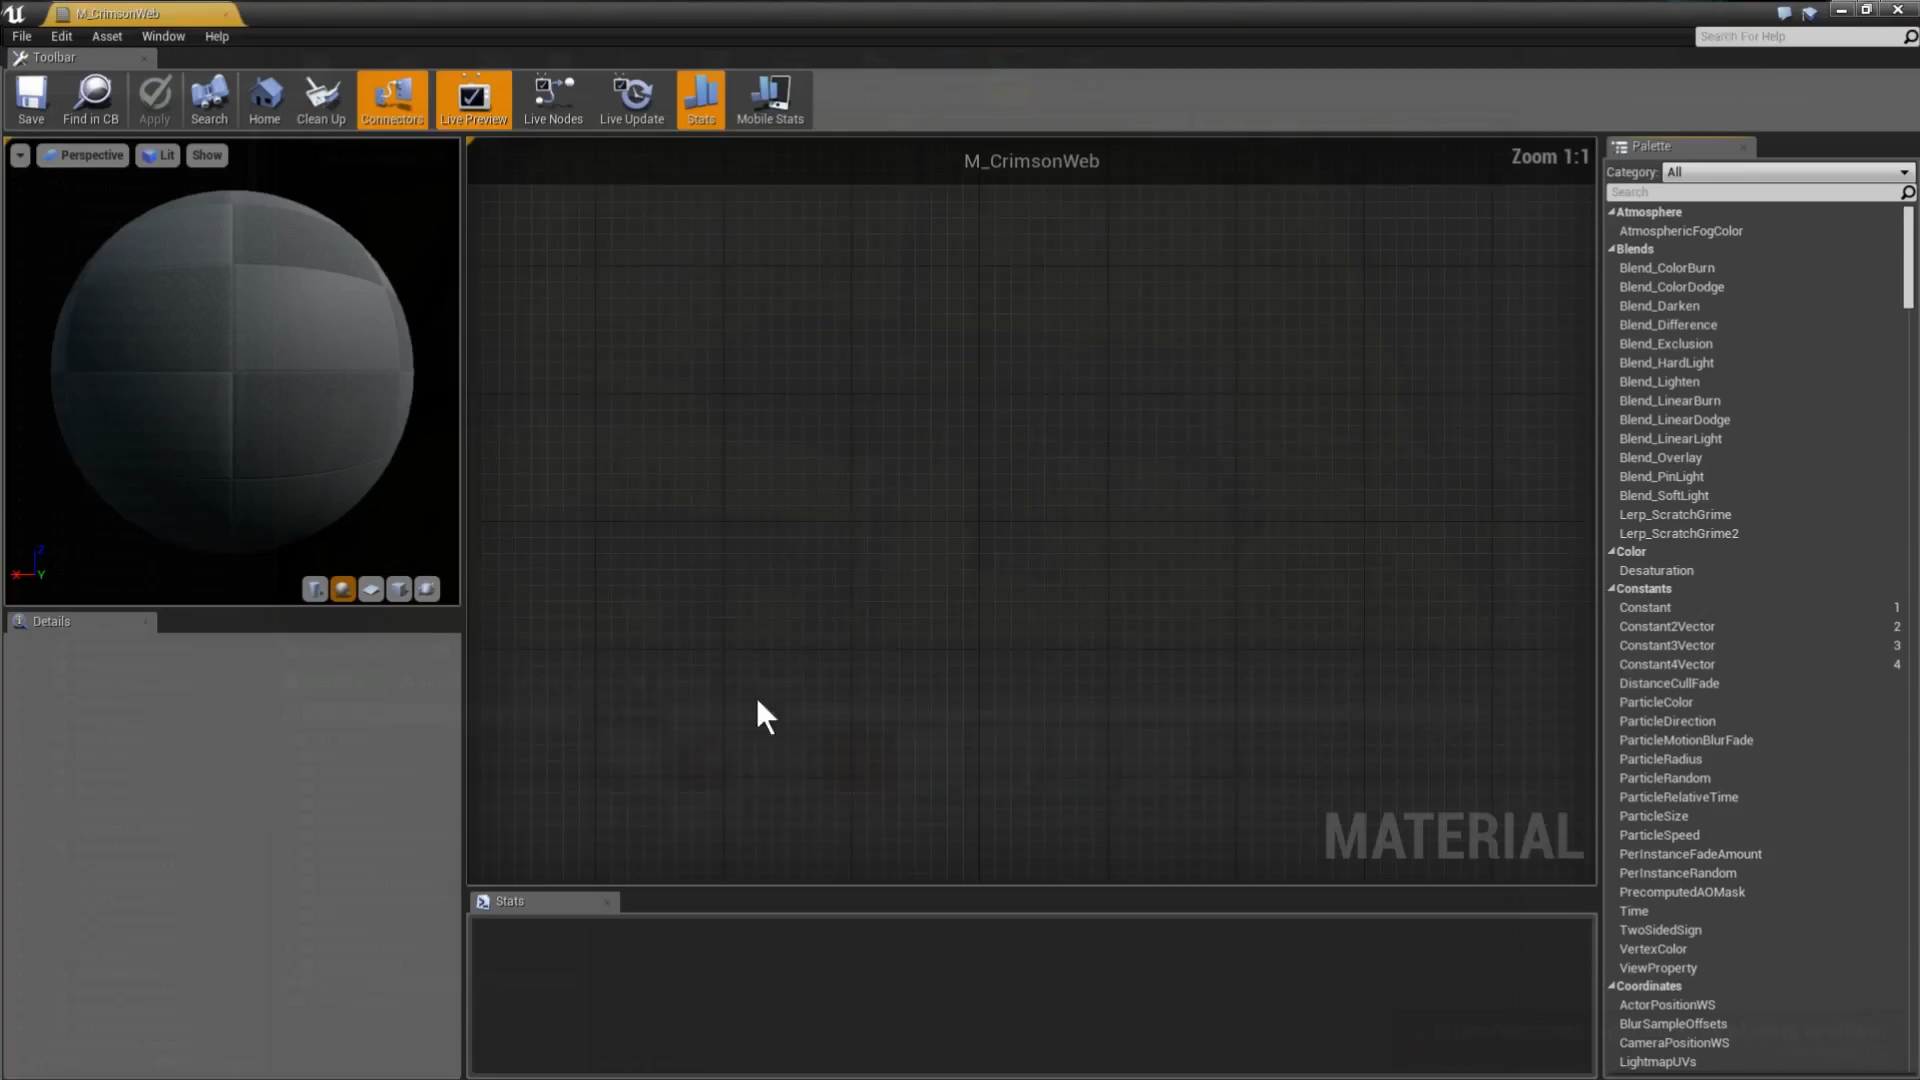 M_CrimsonWeb
File Edit Asset Window Help
Search For Help
Toolbar
Save Find in CB Apply Search Home Clean Up Connectors Live Preview Live Nodes Live Update Stats Mobile Stats
Perspective Lit Show
M_CrimsonWeb
Zoom 1:1
Palette
Category: All
Search
Atmosphere
AtmosphericFogColor
Blends
Blend_ColorBurn
Blend_ColorDodge
Blend_Darken
Blend_Difference
Blend_Exclusion
Blend_HardLight
Blend_Lighten
Blend_LinearBurn
Blend_LinearDodge
Blend_LinearLight
Blend_Overlay
Blend_PinLight
Blend_SoftLight
Lerp_ScratchGrime
Lerp_ScratchGrime2
Color
Desaturation
Constants
Constant 1
Constant2Vector 2
Constant3Vector 3
Constant4Vector 4
DistanceCullFade
ParticleColor
ParticleDirection
ParticleMotionBlurFade
ParticleRadius
ParticleRandom
ParticleRelativeTime
ParticleSize
ParticleSpeed
PerInstanceFadeAmount
PerInstanceRandom
PrecomputedAOMask
Time
TwoSidedSign
VertexColor
ViewProperty
Coordinates
ActorPositionWS
BlurSampleOffsets
CameraPositionWS
LightmapUVs
Z
X Y
Details
MATERIAL
Stats